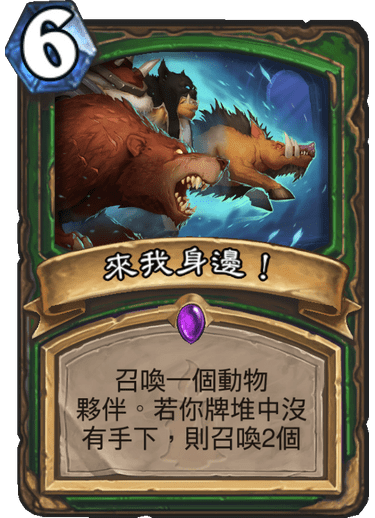 6
來我身邊！
召喚一個動物
夥伴。若你牌堆中沒
有手下，則召喚2個